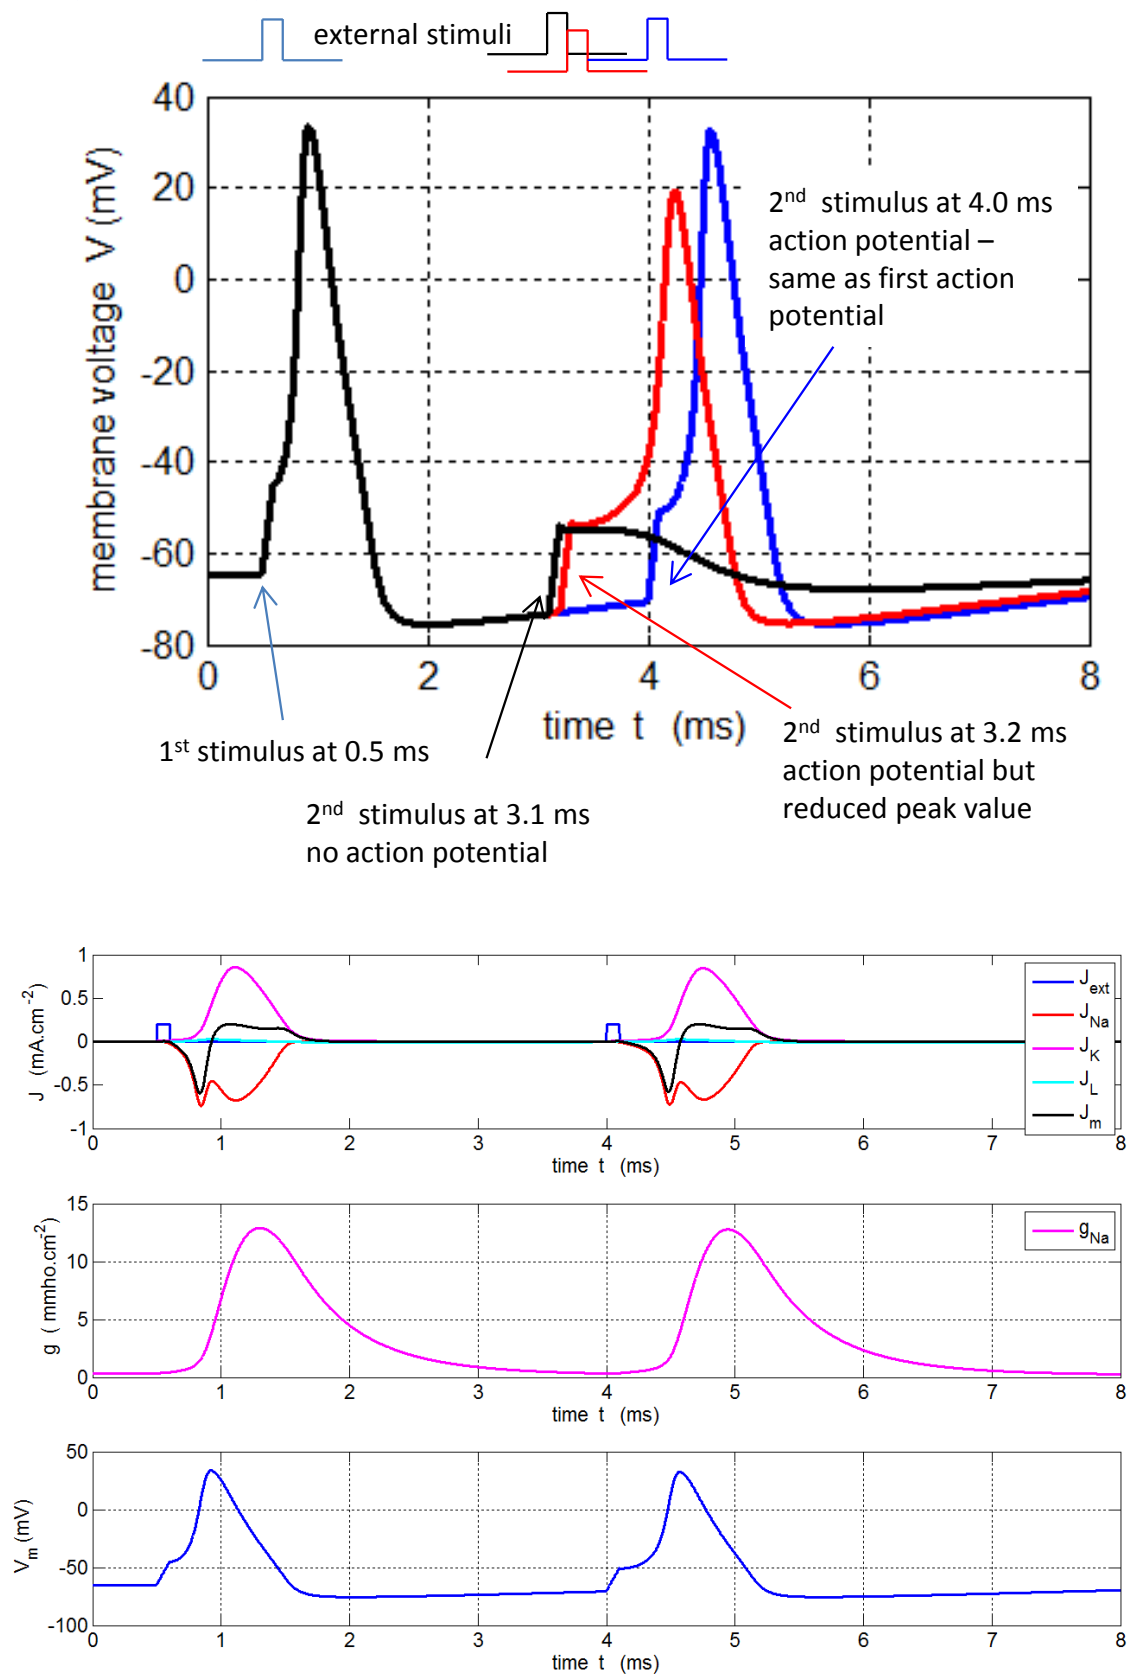 external stimuli
40
20
0
-20
-40
-60
-80
membrane voltage V (mV)
2nd stimulus at 4.0 ms
action potential –
same as first action
potential
0
2
4
6
8
time t (ms)
1st stimulus at 0.5 ms
2nd stimulus at 3.2 ms
action potential but
reduced peak value
2nd stimulus at 3.1 ms
no action potential
1
0.5
0
-0.5
-1
J (mA.cm-2)
Jext
JNa
JK
JL
Jm
0
1
2
3
4
5
6
7
8
time t (ms)
15
10
5
0
g ( mmho.cm-2)
gNa
0
1
2
3
4
5
6
7
8
time t (ms)
50
0
-50
-100
Vm (mV)
0
1
2
3
4
5
6
7
8
time t (ms)